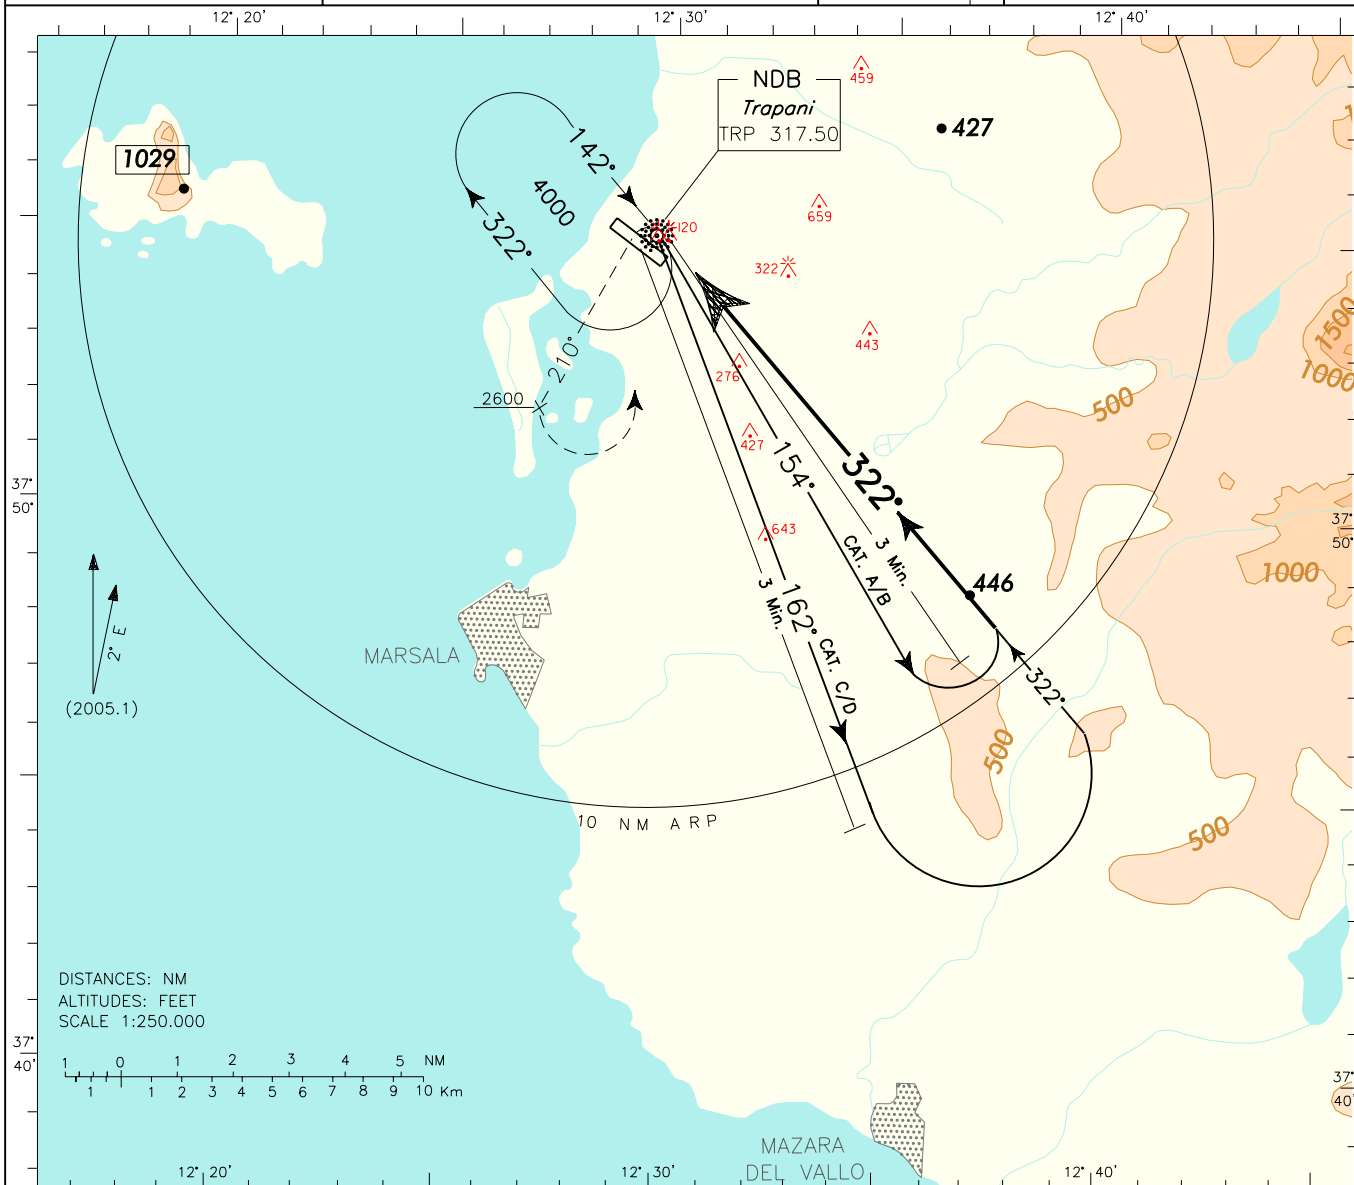 12° 20'
12° 30'
12° 40'
NDB
Trapani
TRP 317.50
459
427
1029
142°
4000
322°
120
659
322
443
276
210°
2600
427
500
1500
1000
154°
322°
37°
50'
37°
50'
643
3 Min.
CAT. A/B
1000
446
3 Min.
162°
CAT. C/D
2° E
MARSALA
(2005.1)
322°
500
500
10 NM ARP
DISTANCES: NM
ALTITUDES: FEET
SCALE 1:250.000
37°
40'
37°
40'
1 0 1 2 3 4 5 NM
1 1 2 3 4 5 6 7 8 9 10 Km
MAZARA
DEL VALLO
12° 20'
12° 30'
12° 40'